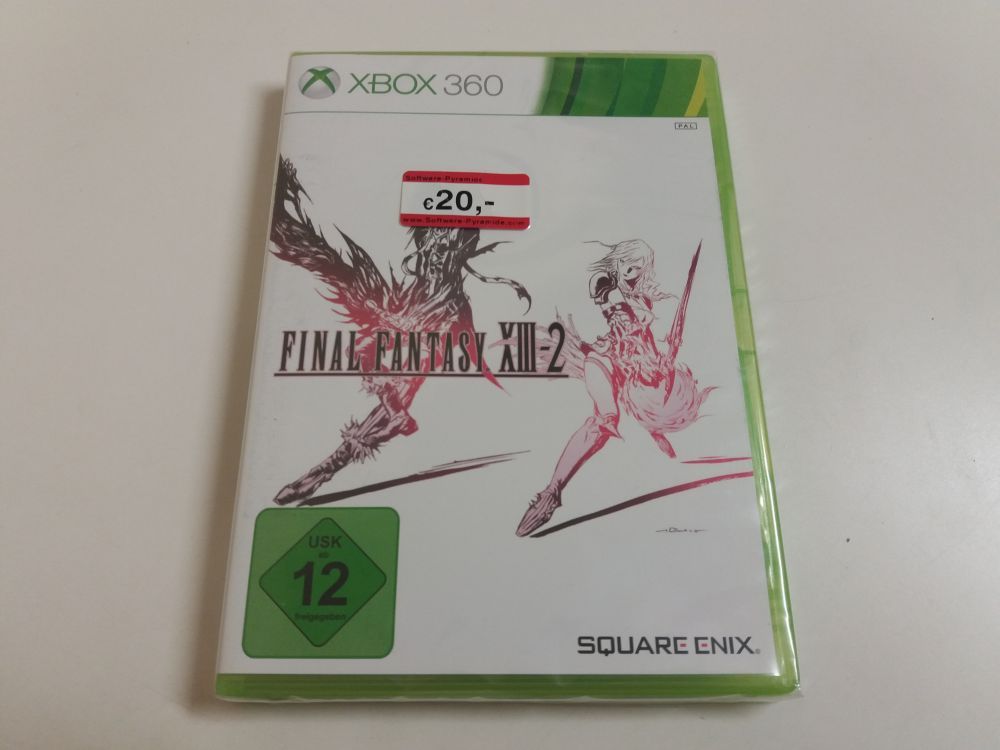 XBOX 360
PAL
Software-Pyramide
€20,-
www.Software-Pyramide.com
FINAL FANTASY XIII-2
USK
ab
12
freigegeben
SQUARE ENIX®